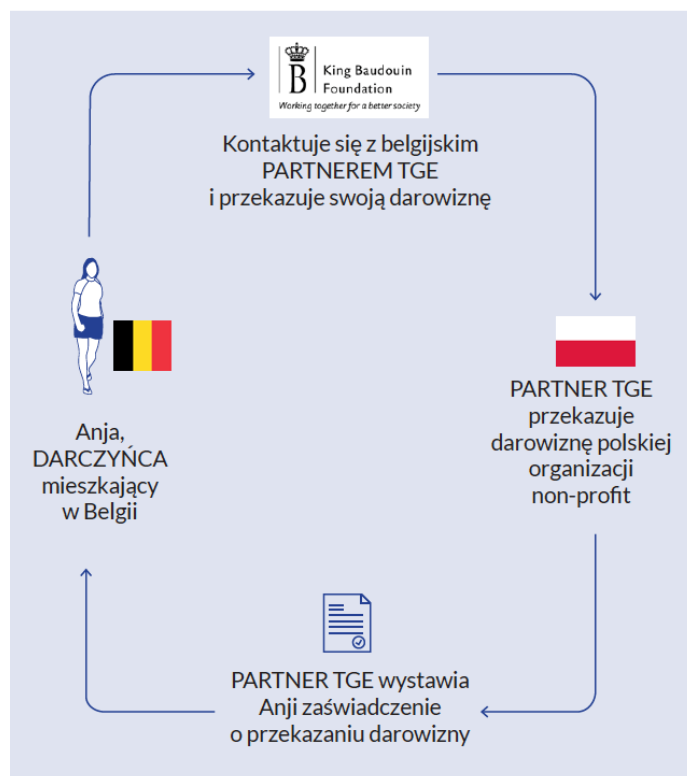 B
King Baudouin
Foundation
Working together for a better society
Kontaktuje się z belgijskim
PARTNEREM TGE
i przekazuje swoją darowiznę
PARTNER TGE
przekazuje
darowiznę polskiej
organizacji
non-profit
PARTNER TGE wystawia
Anji zaświadczenie
o przekazaniu darowizny
Anja,
DARCZYŃCA
mieszkający
w Belgii